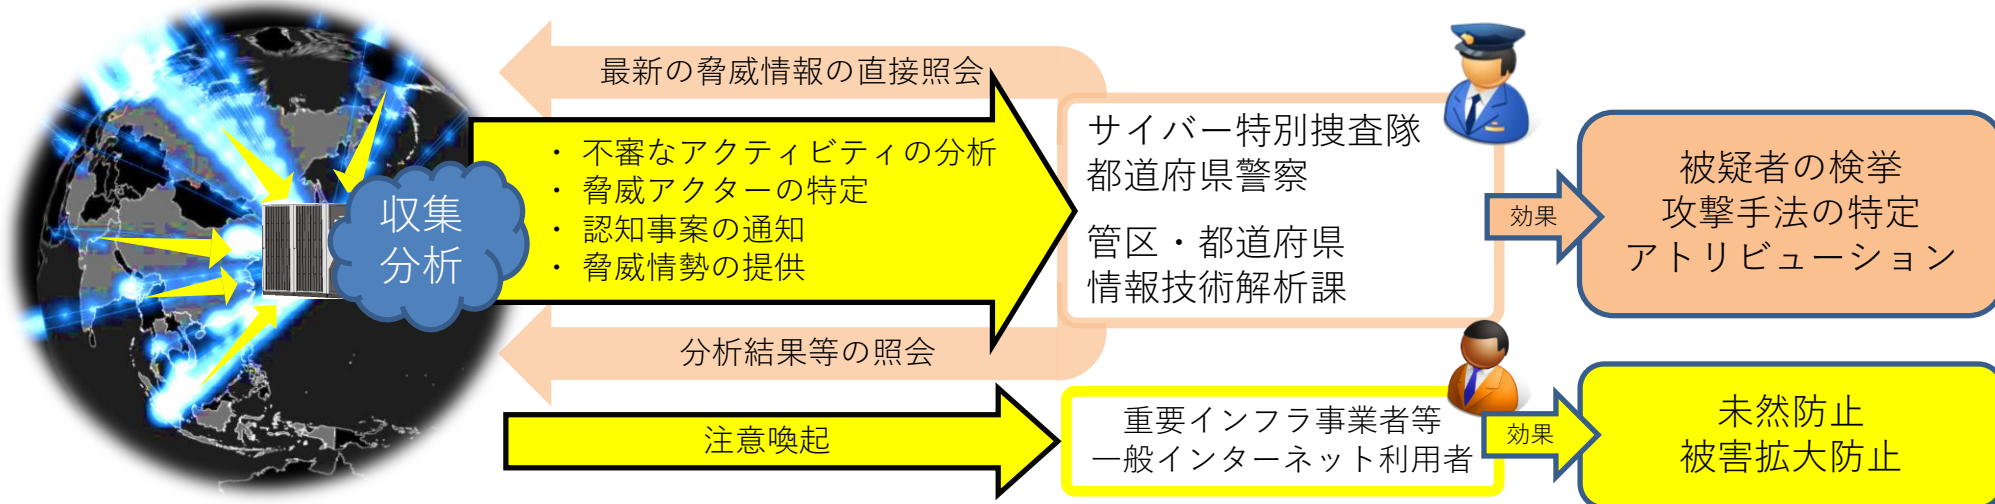 最新の脅威情報の直接照会
収集
分析
・ 不審なアクティビティの分析
・ 脅威アクターの特定
・ 認知事案の通知
・ 脅威情勢の提供
サイバー特別捜査隊
都道府県警察
管区・都道府県
情報技術解析課
効果
被疑者の検挙
攻撃手法の特定
アトリビューション
分析結果等の照会
注意喚起
重要インフラ事業者等
一般インターネット利用者
効果
未然防止
被害拡大防止